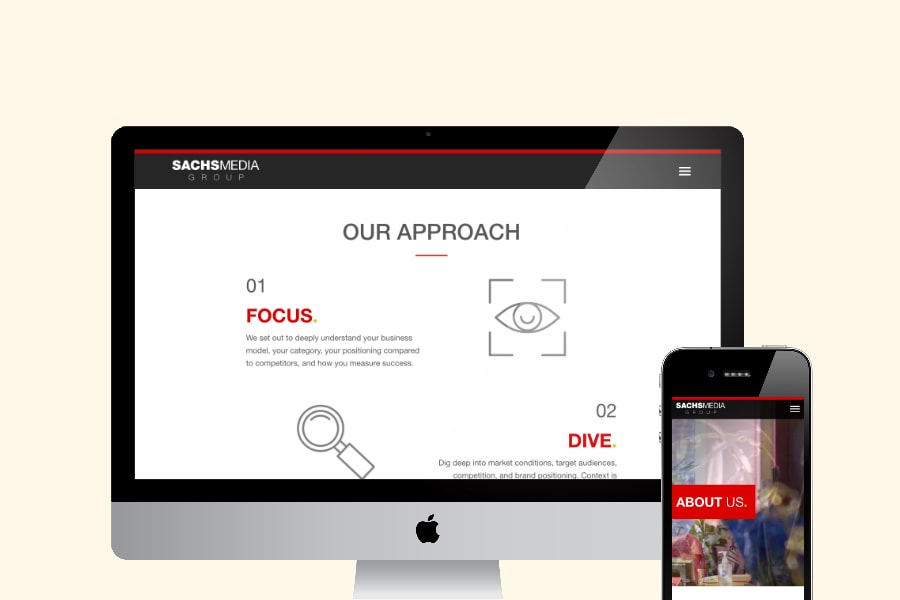 SACHSMEDIA
GROUP
OUR APPROACH
01
FOCUS.
We set out to deeply understand your business
model, your category, your positioning compared
to competitors, and how you measure success.
02
DIVE.
Dig deep into market conditions, target audiences,
competition, and brand positioning. Context is
SACHSMEDIA
GROUP
ABOUT US.